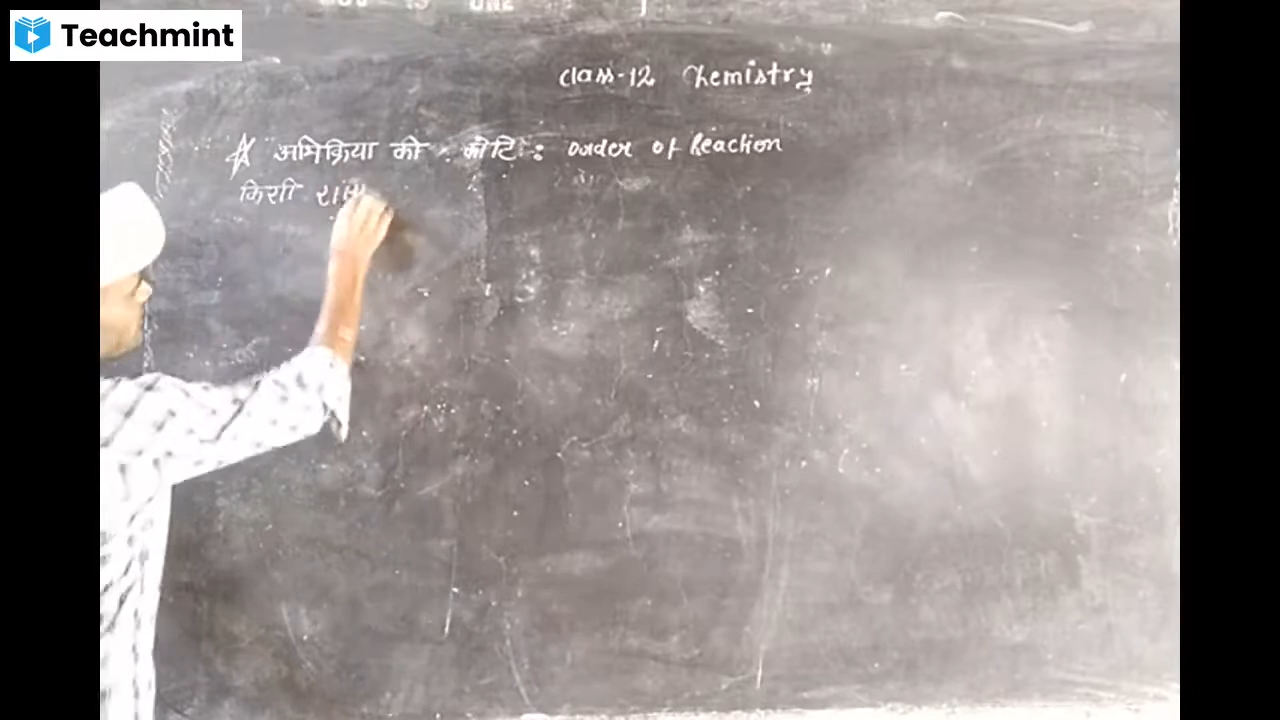 Teachmint
Class-12 Chemistry
अभिक्रिया की कोटि : Order of Reaction
किसी रास